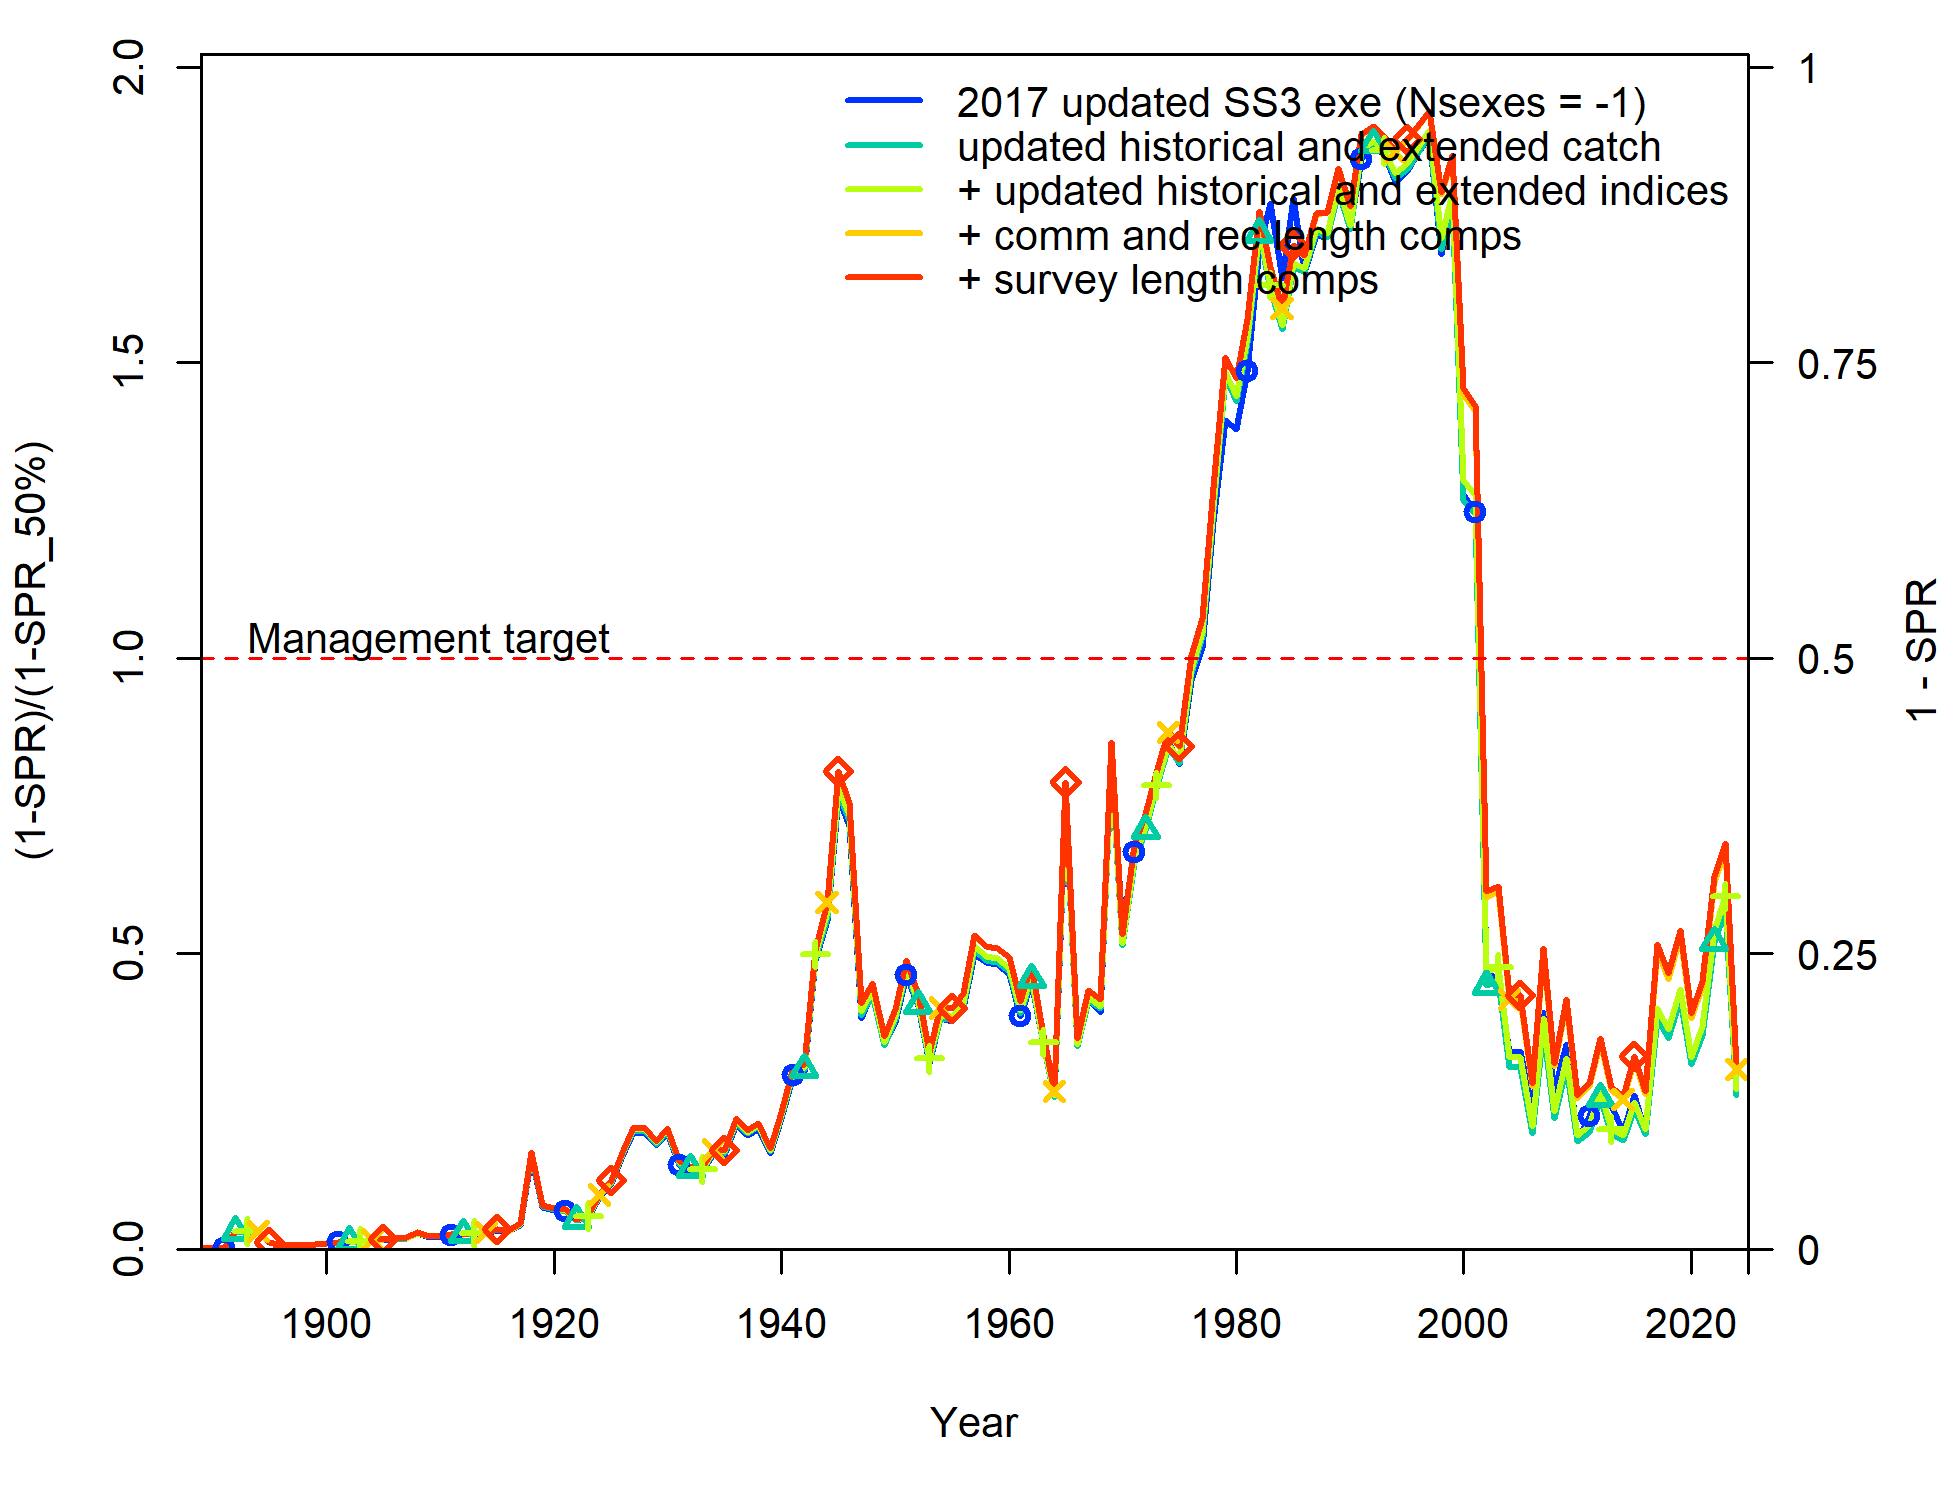 2017 updated SS3 exe (Nsexes = -1)
updated historical and extended catch
+ updated historical and extended indices
+ comm and rec length comps
+ survey length comps
Management target
(1-SPR)/(1-SPR_50%)
2.0
1.5
1.0
0.5
0.0
1
0.75
0.5
0.25
0
1 - SPR
1900 1920 1940 1960 1980 2000 2020
Year